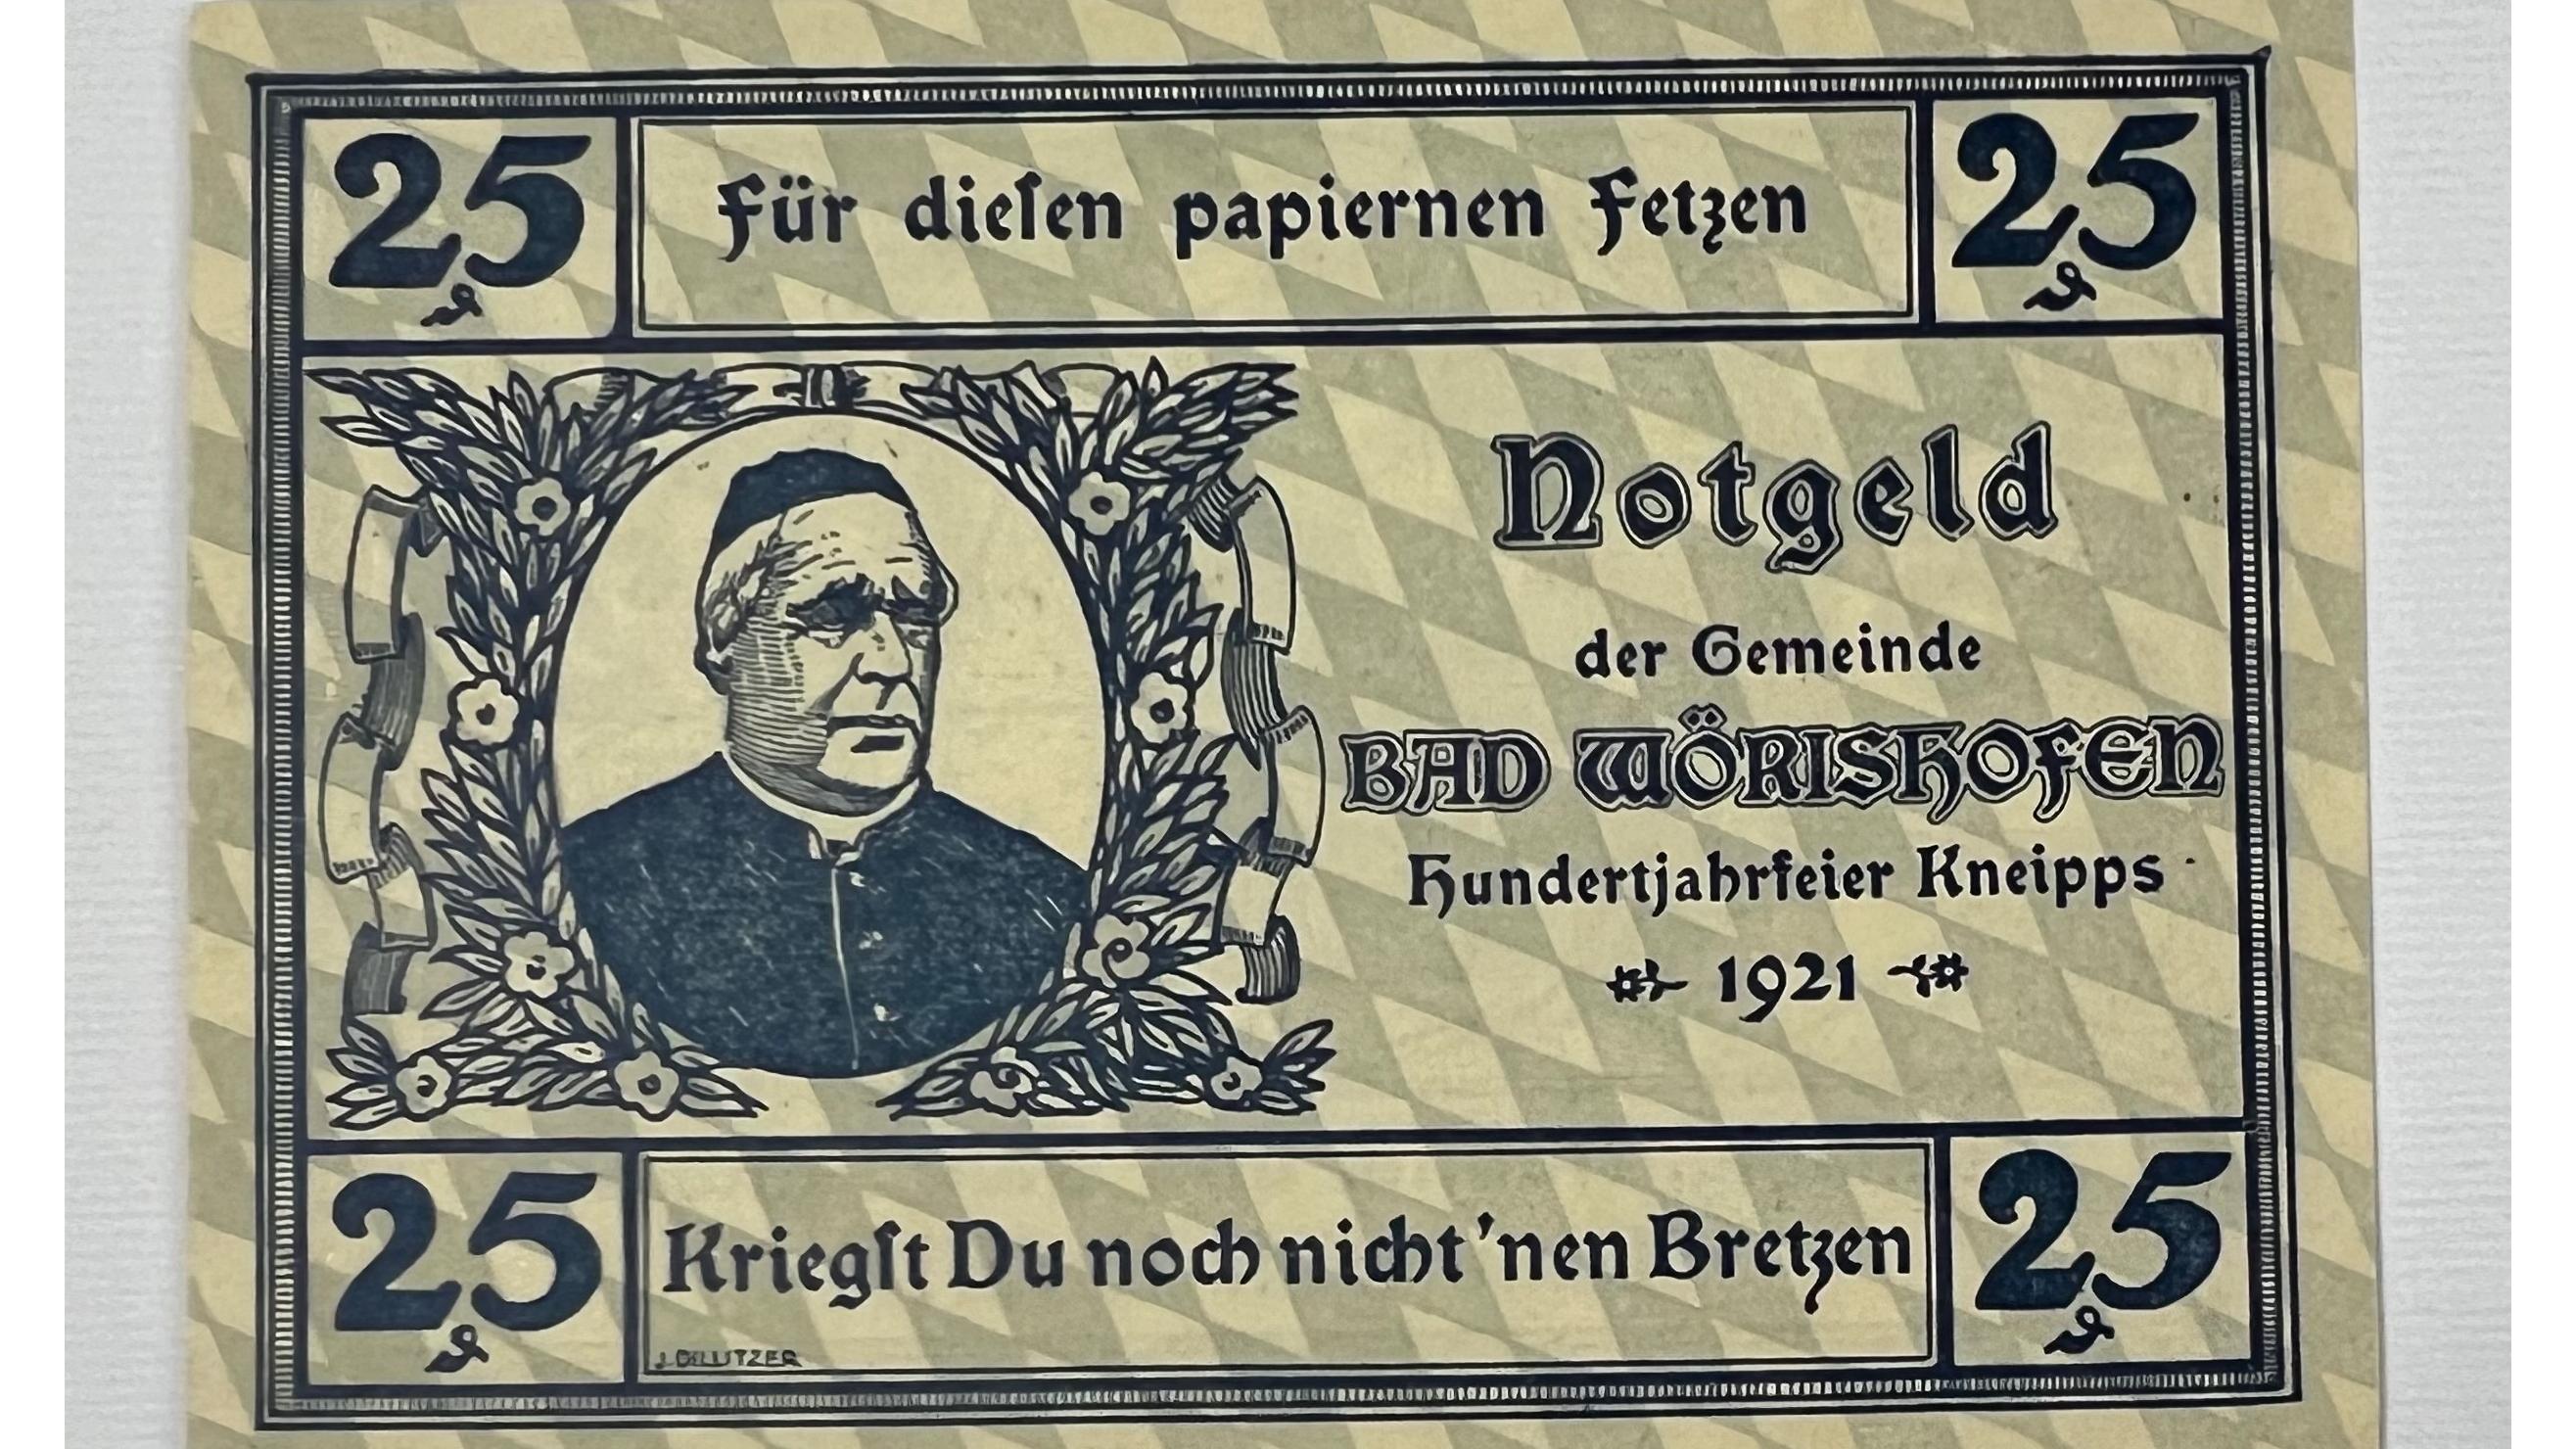 25 Für dieſen papiernen Fetzen 25
₰ ₰
Notgeld
der Gemeinde
BAD WÖRISHOFEN
Hundertjahrfeier Kneipps
1921
25 Kriegſt Du noch nicht 'nen Bretzen 25
₰ ₰